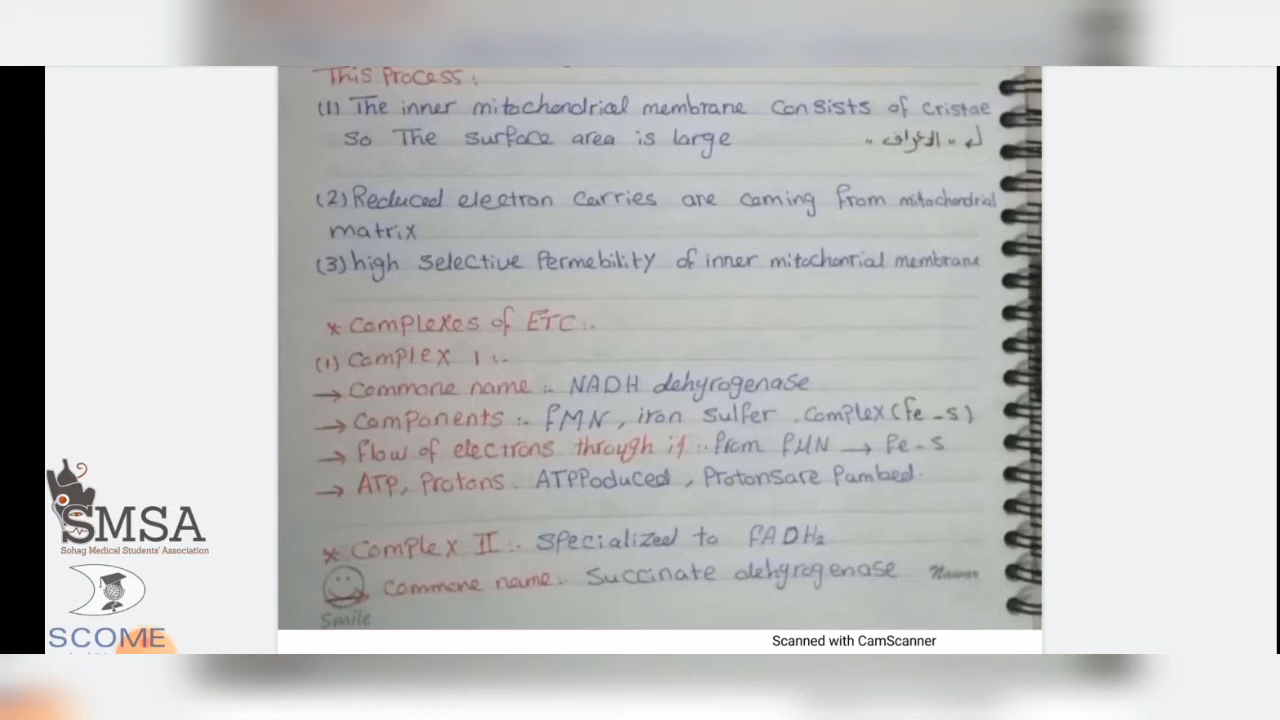 This Process :
(1) The inner mitochondrial membrane Consists of cristae
so The surface area is large
(2) Reduced electron carries are coming from mitochondrial
matrix
(3) high selective Permebility of inner mitochontrial membrane
* Complexes of ETC :-
(1) Complex 1 :-
→ Commone name :- NADH dehyrogenase
→ Components :- FMN, iron sulfer complex (Fe-S)
→ flow of electrons through it :- from FMN → Fe-S
→ ATP, Protons. ATP Poduced, Protonsare Pambed.
* Complex II :- specialized to FADH₂
Commone name :- Succinate dehyrogenase
Smile
Scanned with CamScanner
SMSA
Sohag Medical Students' Association
SCOME